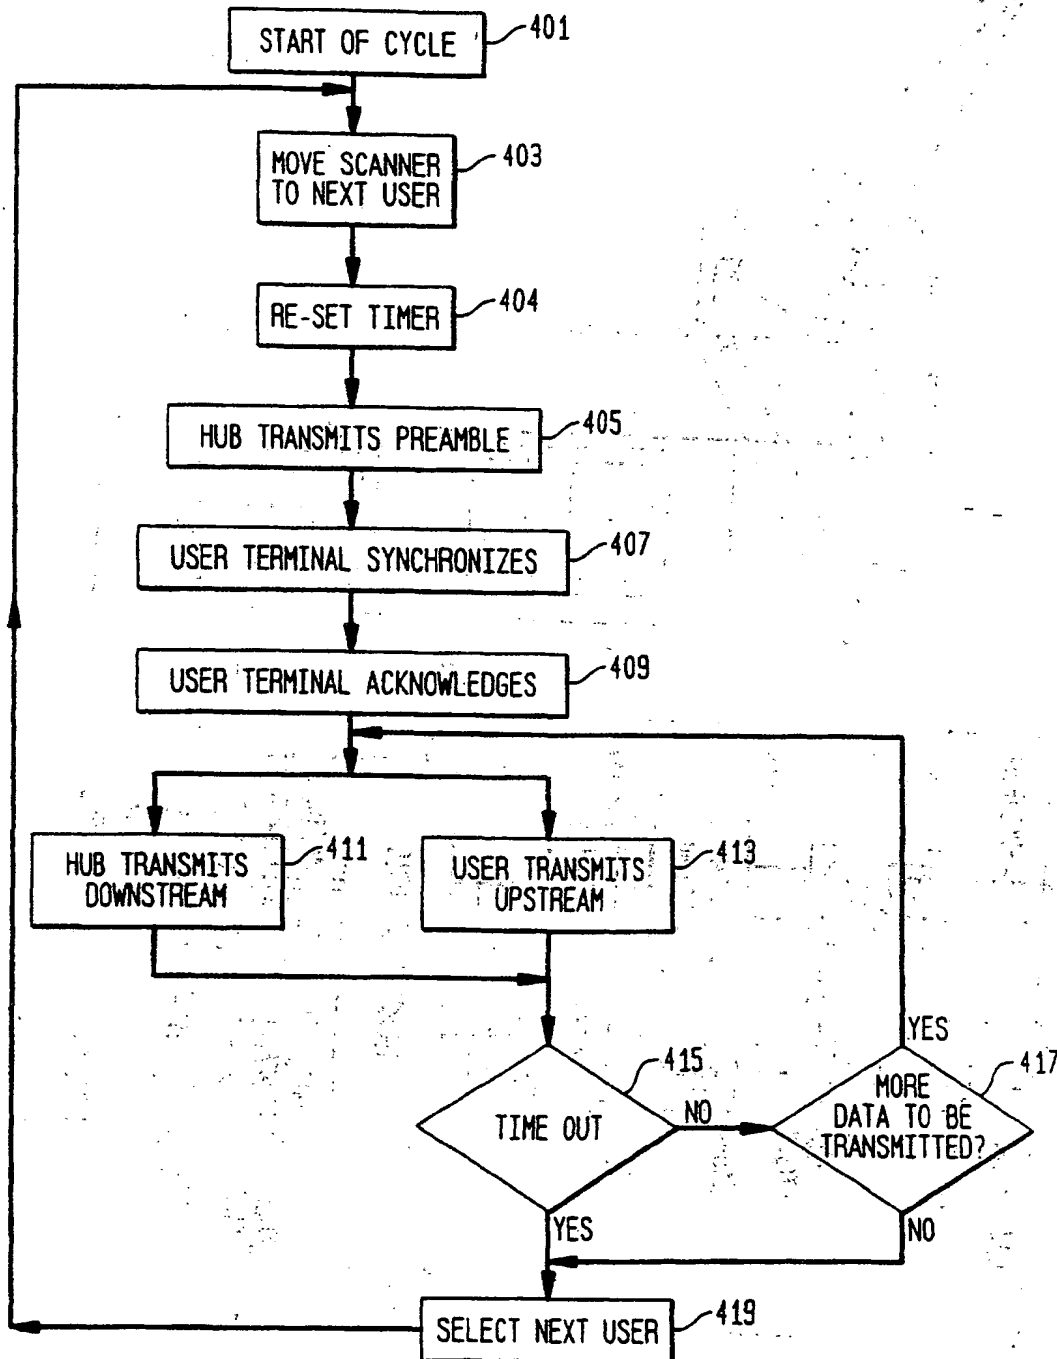 START OF CYCLE
401
MOVE SCANNER
TO NEXT USER
403
RE-SET TIMER
404
HUB TRANSMITS PREAMBLE
405
USER TERMINAL SYNCHRONIZES
407
USER TERMINAL ACKNOWLEDGES
409
HUB TRANSMITS
DOWNSTREAM
411
USER TRANSMITS
UPSTREAM
413
TIME OUT
415
NO
YES
MORE
DATA TO BE
TRANSMITTED?
417
YES
NO
SELECT NEXT USER
419